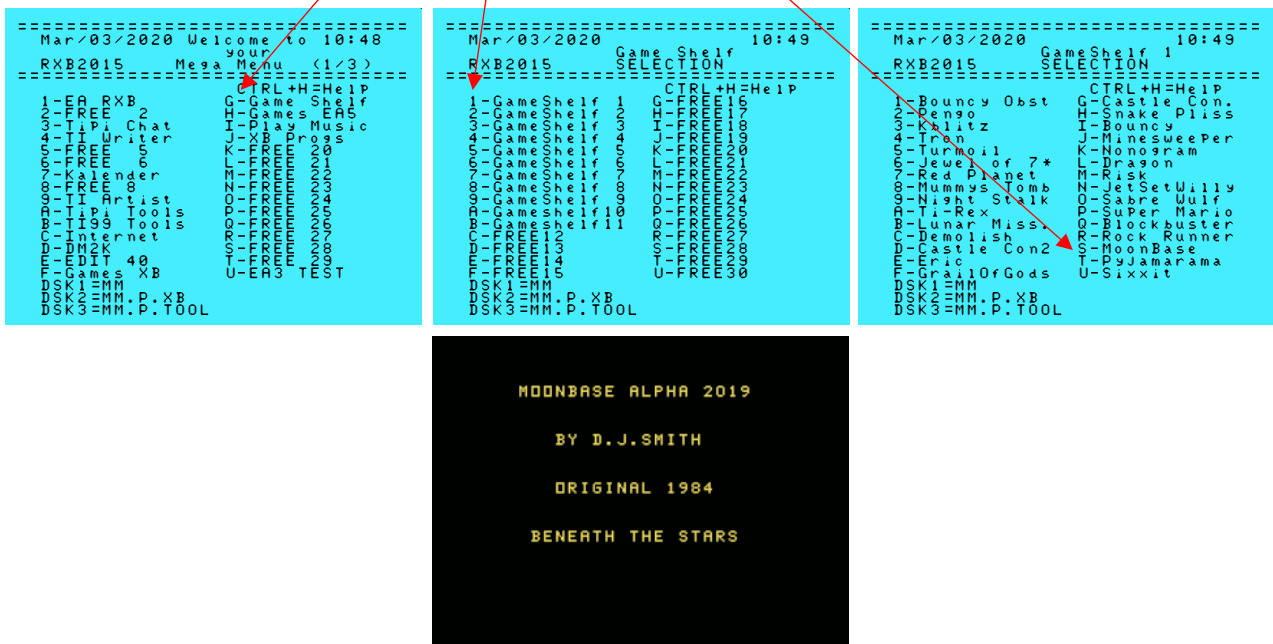 ========================================
Mar/03/2020 Welcome to 10:48
your
RXB2015 Mega Menu (1/3)
========================================
CTRL+H=Help
1-EA RXB G-Game Shelf
2-FREE 2 H-Games EA5
3-TiPi Chat I-Play Music
4-TI Writer J-XB Progs
5-FREE 5 K-FREE 20
6-FREE 6 L-FREE 21
7-Kalender M-FREE 22
8-FREE 8 N-FREE 23
9-TI Artist O-FREE 24
A-TiPi Tools P-FREE 25
B-TI99 Tools Q-FREE 26
C-Internet R-FREE 27
D-DM2K S-FREE 28
E-EDIT 40 T-FREE 29
F-Games XB U-EA3 TEST
DSK1=MM
DSK2=MM.P.XB
DSK3=MM.P.TOOL
========================================
Mar/03/2020 10:49
Game Shelf
RXB2015 SELECTION
========================================
CTRL+H=Help
1-GameShelf 1 G-FREE16
2-GameShelf 2 H-FREE17
3-GameShelf 3 I-FREE18
4-GameShelf 4 J-FREE19
5-GameShelf 5 K-FREE20
6-GameShelf 6 L-FREE21
7-GameShelf 7 M-FREE22
8-GameShelf 8 N-FREE23
9-GameShelf 9 O-FREE24
A-Gameshelf10 P-FREE25
B-Gameshelf11 Q-FREE26
C-FREE12 R-FREE27
D-FREE13 S-FREE28
E-FREE14 T-FREE29
F-FREE15 U-FREE30
DSK1=MM
DSK2=MM.P.XB
DSK3=MM.P.TOOL
========================================
Mar/03/2020 10:49
GameShelf 1
RXB2015 SELECTION
========================================
CTRL+H=Help
1-Bouncy Obst G-Castle Con.
2-Pengo H-Snake Pliss
3-Kblitz I-Bouncy
4-Tron J-MinesweePer
5-Turmoil K-Nonogram
6-Jewel of 7* L-Dragon
7-Red Planet M-Risk
8-Mummys Tomb N-JetSetWilly
9-Night Stalk O-Sabre Wulf
A-Ti-Rex P-Super Mario
B-Lunar Miss. Q-Blockbuster
C-Demolish R-Rock Runner
D-Castle Con2 S-MoonBase
E-Eric T-PyJamarama
F-GrailOfGods U-Sixxit
DSK1=MM
DSK2=MM.P.XB
DSK3=MM.P.TOOL
MOONBASE ALPHA 2019
BY D.J.SMITH
ORIGINAL 1984
BENEATH THE STARS